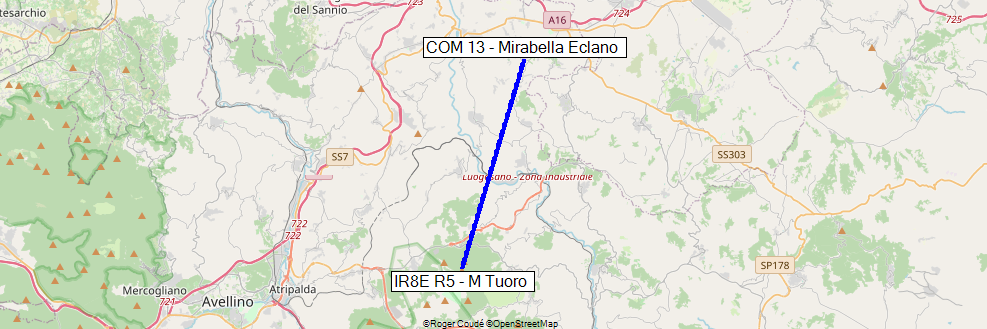 tesarchio
del Sannio
724
A16
725
COM 13 - Mirabella Eclano
SS7
SS303
Luogosano - Zona Industriale
722
722
SP178
IR8E R5 - M Tuoro
Mercogliano
721
Avellino
Atripalda
©Roger Coudé ©OpenStreetMap